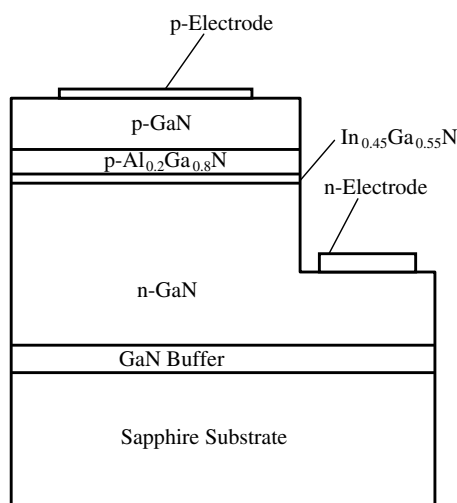 p-Electrode
p-GaN
In₀.₄₅Ga₀.₅₅N
p-Al₀.₂Ga₀.₈N
n-Electrode
n-GaN
GaN Buffer
Sapphire Substrate